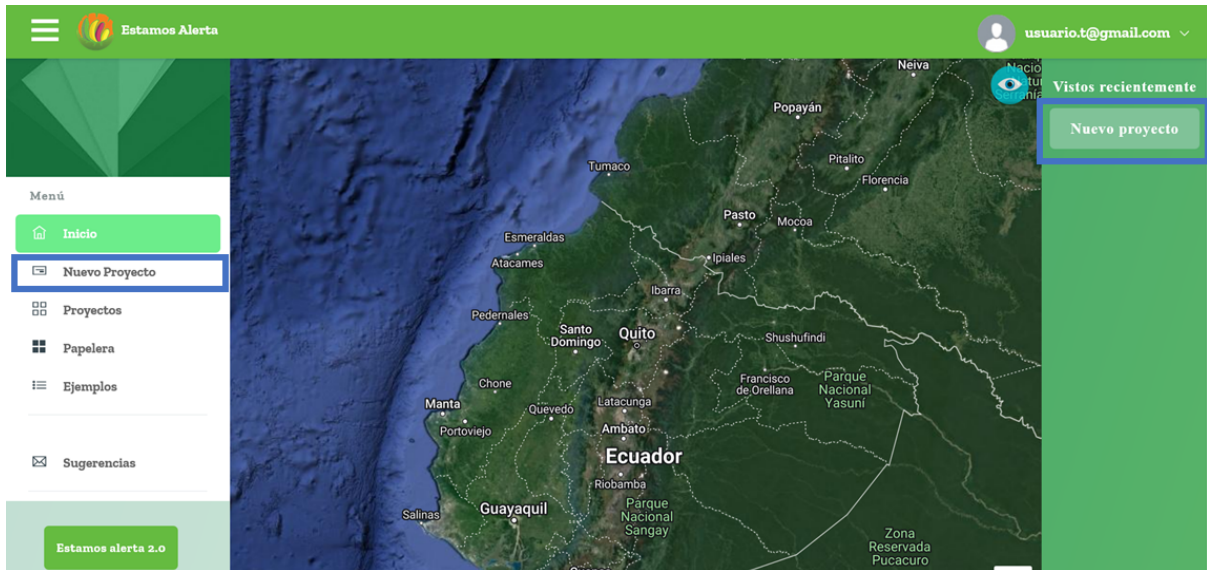 Estamos Alerta
usuario.t@gmail.com
Menú
Inicio
Nuevo Proyecto
Proyectos
Papelera
Ejemplos
Sugerencias
Estamos alerta 2.0
Neiva
Popayán
Tumaco
Pitalito
Florencia
Pasto
Mocoa
Esmeraldas
Atacames
Ipiales
Ibarra
Pedernales
Santo
Domingo
Quito
Shushufindi
Chone
Francisco
de Orellana
Parque
Nacional
Yasuní
Manta
Quevedo
Latacunga
Portoviejo
Ambato
Ecuador
Riobamba
Salinas
Guayaquil
Parque
Nacional
Sangay
Zona
Reservada
Pucacuro
Vistos recientemente
Nuevo proyecto